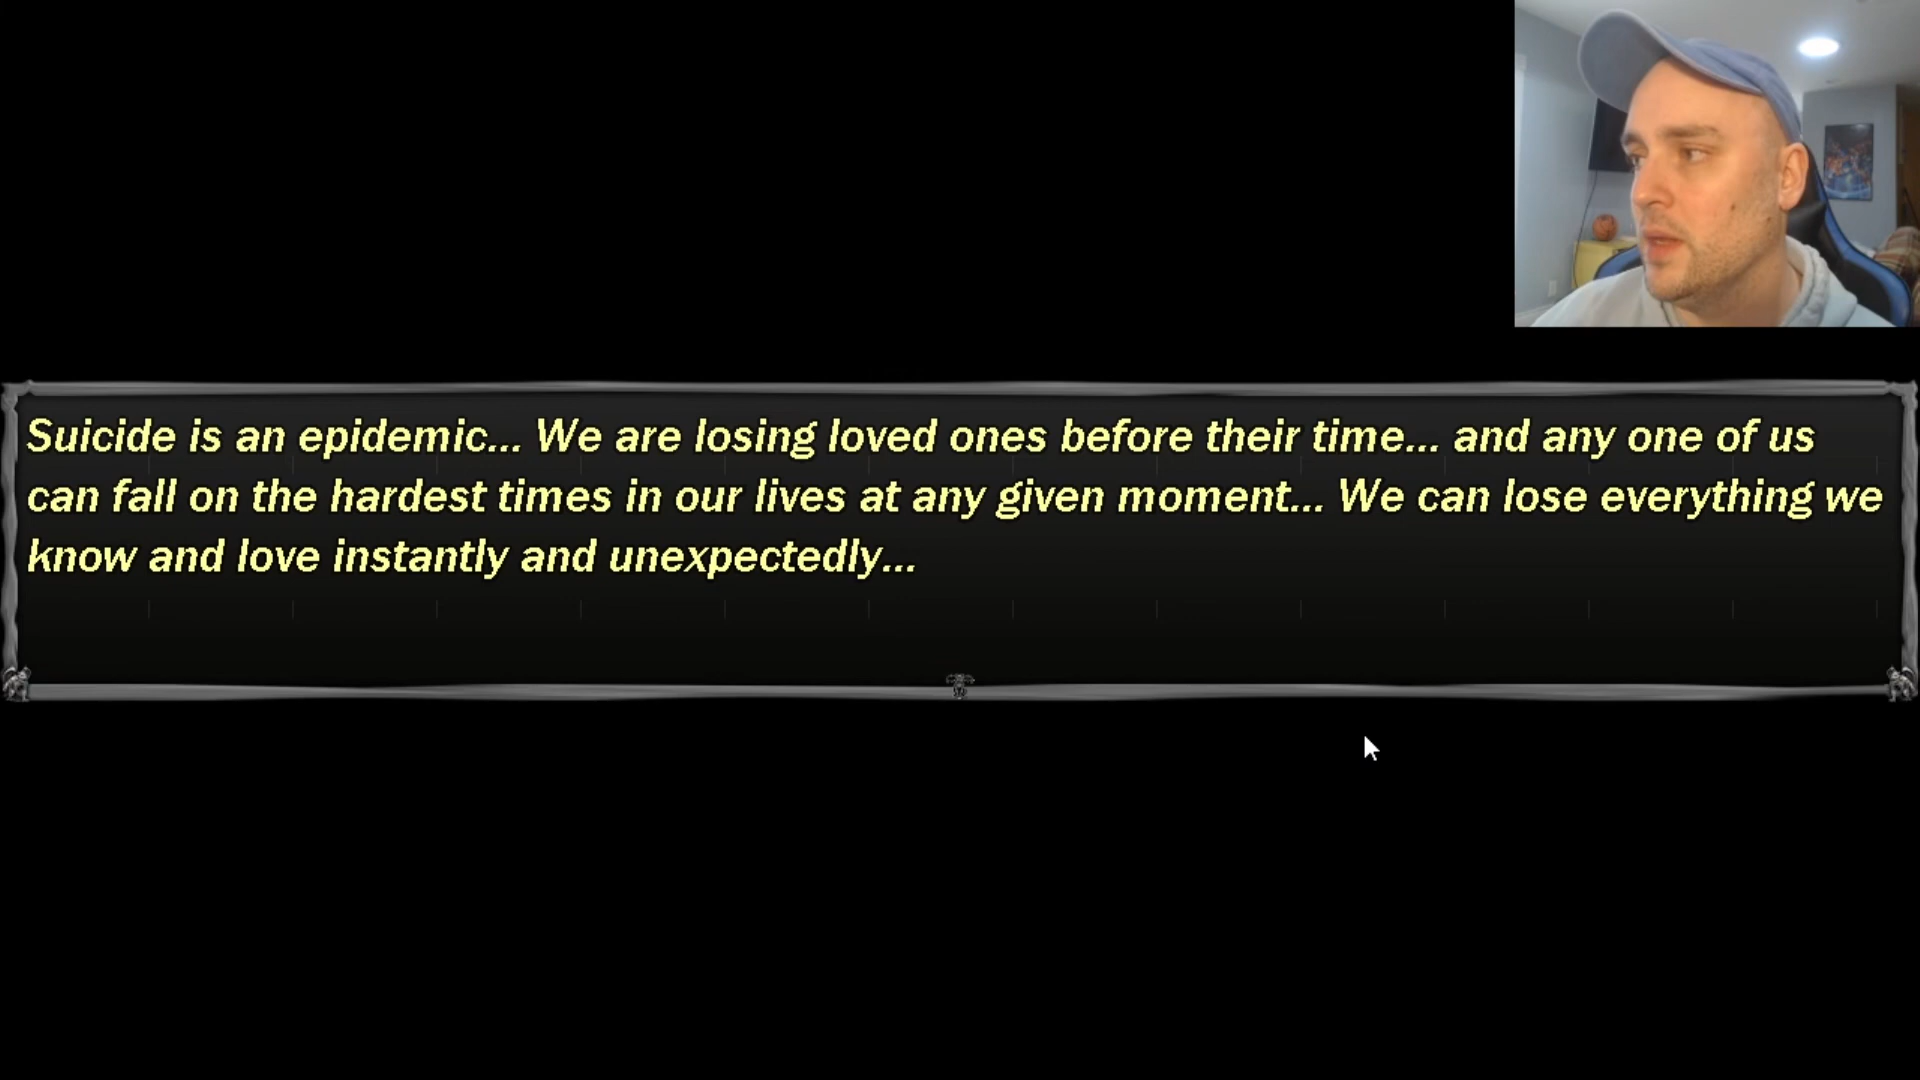 Suicide is an epidemic... We are losing loved ones before their time... and any one of us
can fall on the hardest times in our lives at any given moment... We can lose everything we
know and love instantly and unexpectedly...